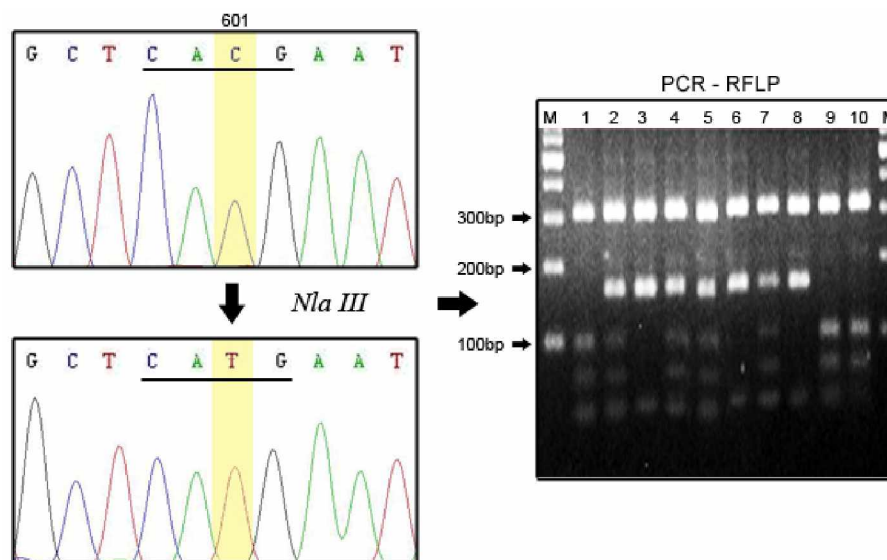 601
G C T C A C G A A T
Nla III
G C T C A T G A A T
PCR - RFLP
M 1 2 3 4 5 6 7 8 9 10 M
300bp
200bp
100bp